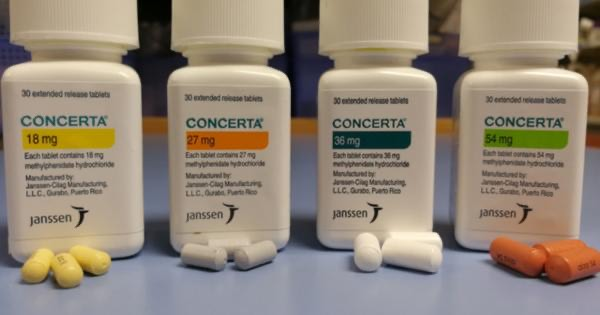 30 extended release tablets
CONCERTA®
18 mg
Each tablet contains 18 mg
methylphenidate hydrochloride
Manufactured by:
Janssen-Cilag Manufacturing,
L.L.C., Gurabo, Puerto Rico
janssen
30 extended release tablets
CONCERTA®
27 mg
Each tablet contains 27 mg
methylphenidate hydrochloride
Manufactured by:
Janssen-Cilag Manufacturing,
L.L.C., Gurabo, Puerto Rico
janssen
30 extended release tablets
CONCERTA®
36 mg
Each tablet contains 36 mg
methylphenidate hydrochloride
Manufactured by:
Janssen-Cilag Manufacturing,
L.L.C., Gurabo, Puerto Rico
janssen
30 extended release tablets
CONCERTA®
54 mg
Each tablet contains 54 mg
methylphenidate hydrochloride
Manufactured by:
Janssen-Cilag Manufacturing,
L.L.C., Gurabo, Puerto Rico
janssen